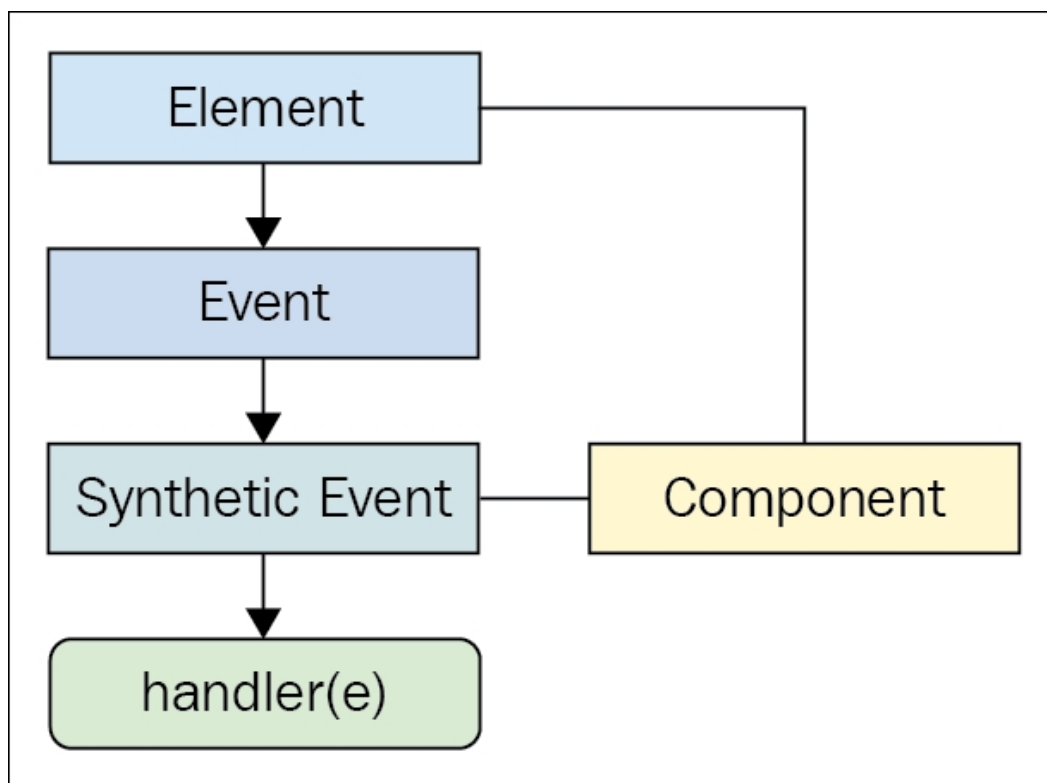 Element
Event
Synthetic Event
Component
handler(e)